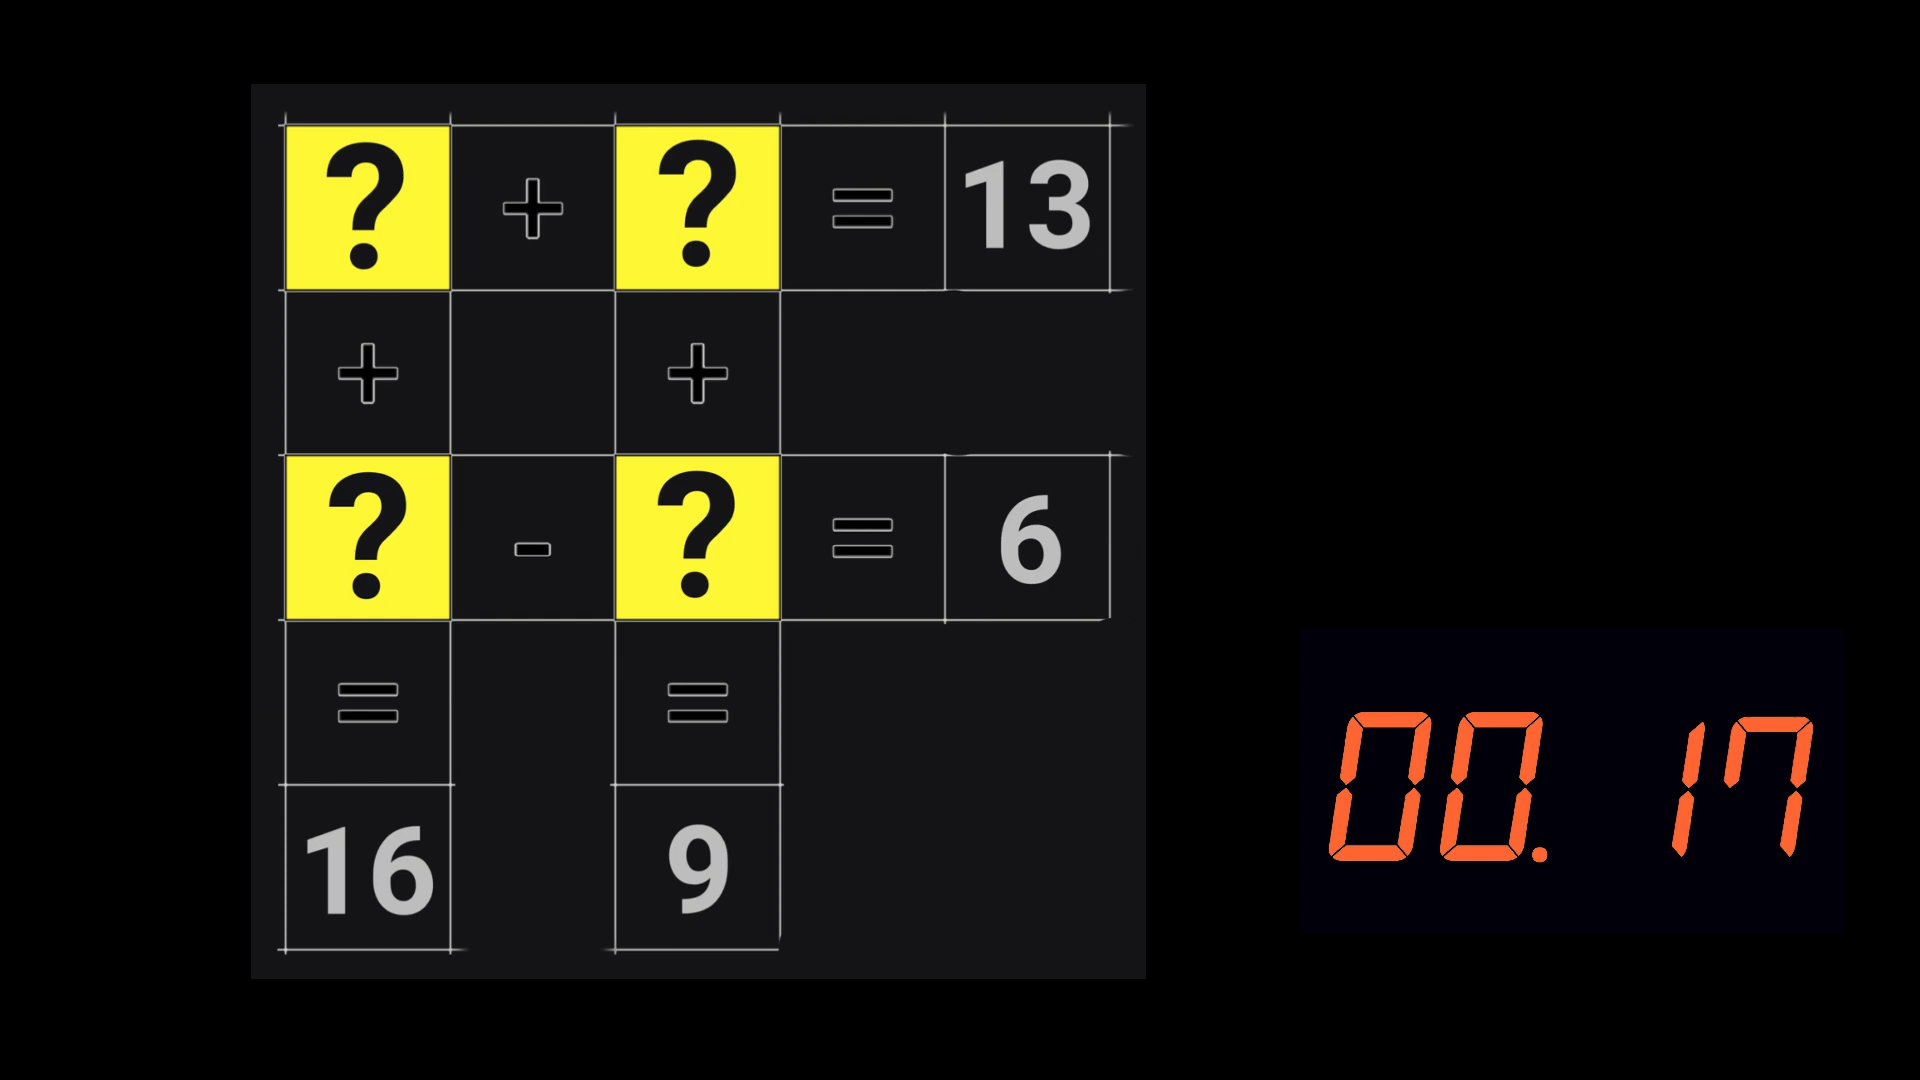 ? + ? = 13
+ +
? - ? = 6
= =
16 9
00. 17